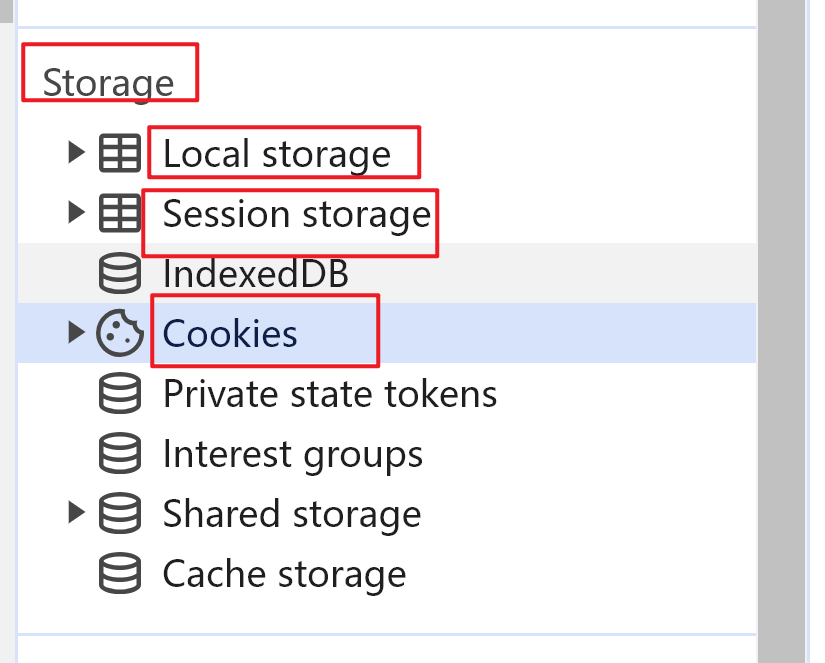 Storage
Local storage
Session storage
IndexedDB
Cookies
Private state tokens
Interest groups
Shared storage
Cache storage